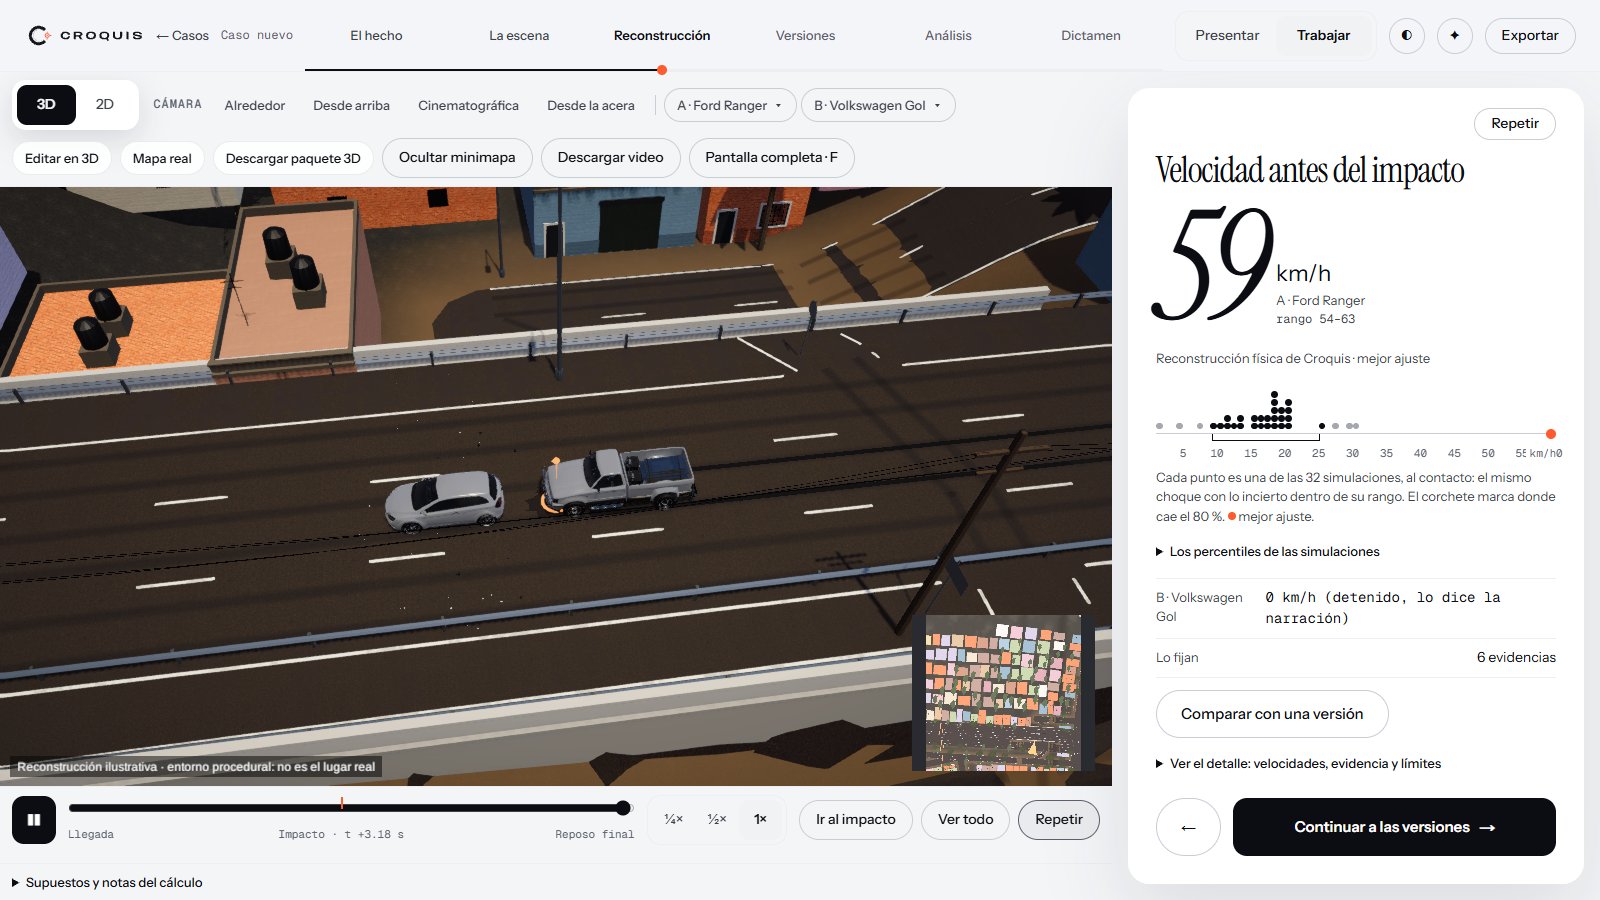 CROQUIS
← Casos
Caso nuevo
El hecho
La escena
Reconstrucción
Versiones
Análisis
Dictamen
Presentar
Trabajar
Exportar
3D
2D
CÁMARA
Alrededor
Desde arriba
Cinematográfica
Desde la acera
A · Ford Ranger
B · Volkswagen Gol
Editar en 3D
Mapa real
Descargar paquete 3D
Ocultar minimapa
Descargar video
Pantalla completa · F
Reconstrucción ilustrativa · entorno procedural: no es el lugar real
Llegada
Impacto · t +3.18 s
Reposo final
¼×
½×
1×
Ir al impacto
Ver todo
Repetir
Supuestos y notas del cálculo
Repetir
Velocidad antes del impacto
59
km/h
A · Ford Ranger
rango 54–63
Reconstrucción física de Croquis · mejor ajuste
5 10 15 20 25 30 35 40 45 50 55 km/h
Cada punto es una de las 32 simulaciones, al contacto: el mismo
choque con lo incierto dentro de su rango. El corchete marca donde
cae el 80 %. mejor ajuste.
Los percentiles de las simulaciones
B · Volkswagen
Gol
0 km/h (detenido, lo dice la
narración)
Lo fijan
6 evidencias
Comparar con una versión
Ver el detalle: velocidades, evidencia y límites
←
Continuar a las versiones →